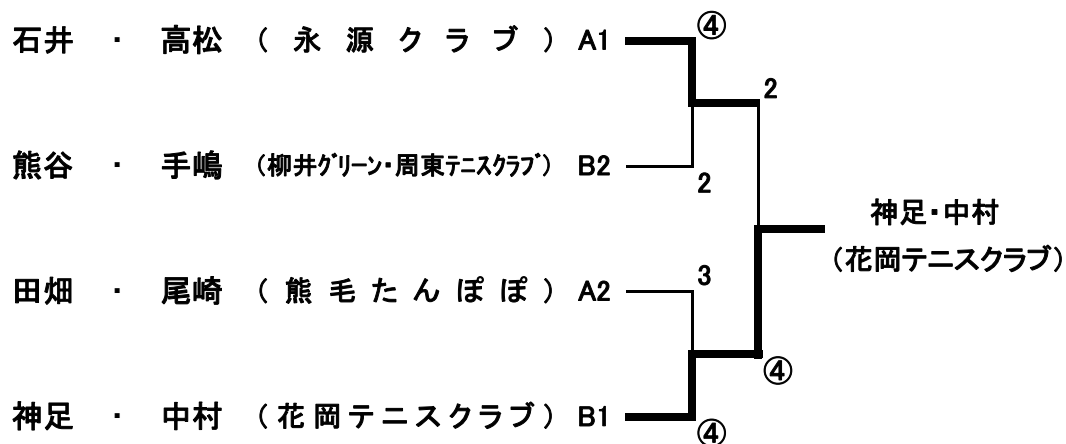 石井 ・ 高松 (永源クラブ) A1
④
2
熊谷 ・ 手嶋 (柳井ｸﾞﾘｰﾝ・周東ﾃﾆｽｸﾗﾌﾞ) B2
2
神足・中村
(花岡テニスクラブ)
田畑 ・ 尾崎 (熊毛たんぽぽ) A2
3
④
神足 ・ 中村 (花岡テニスクラブ) B1
④